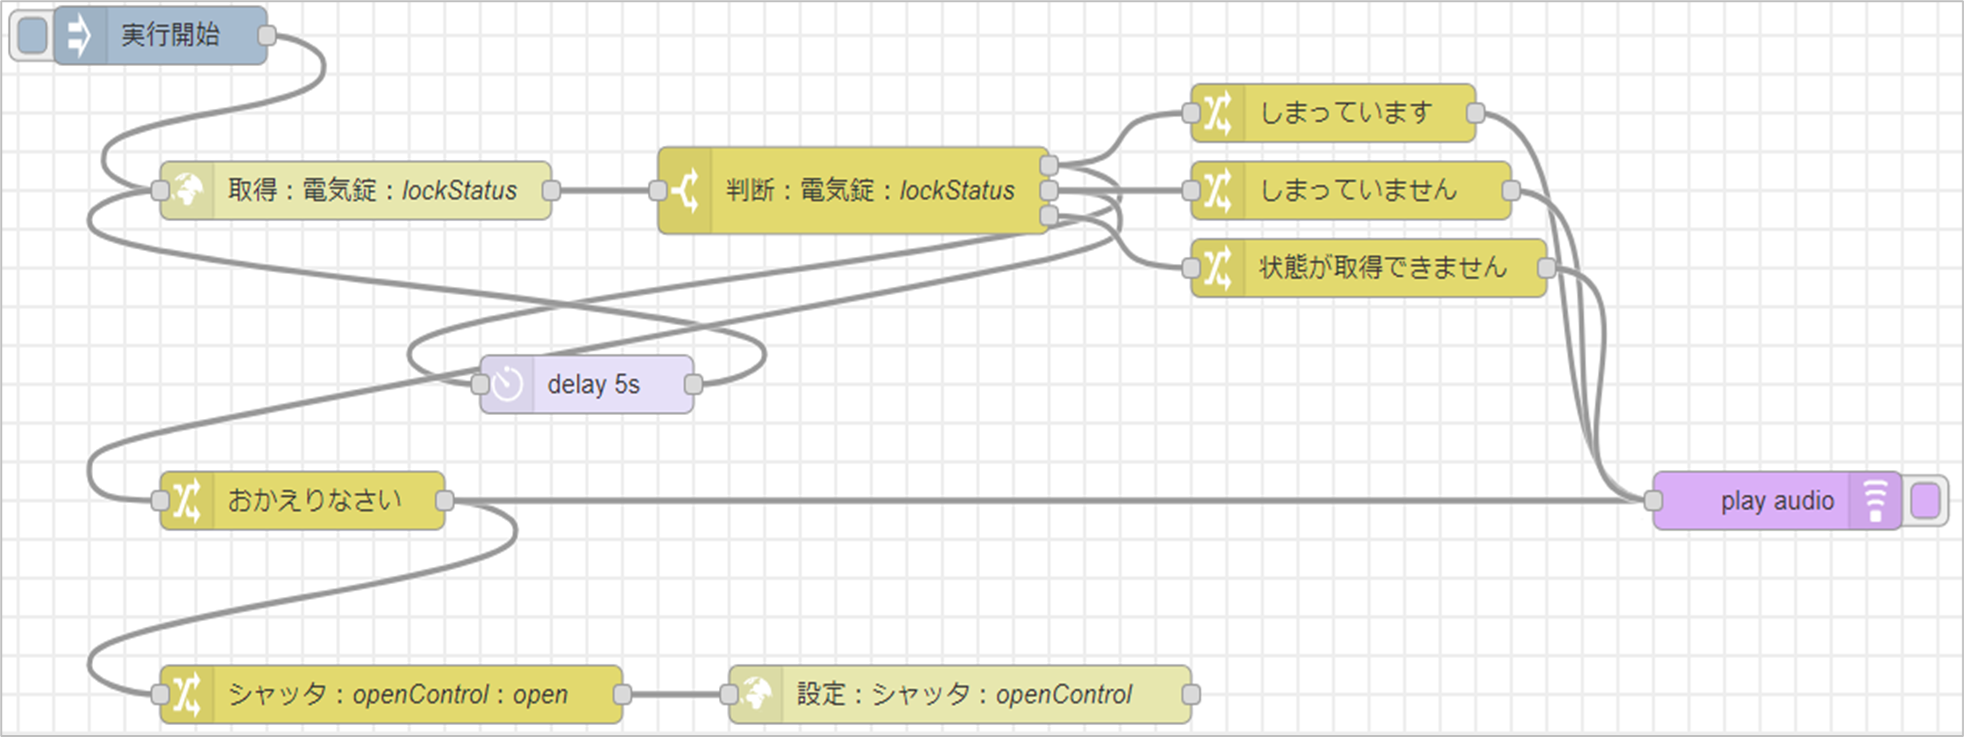 実行開始
しまっています
取得：電気錠：lockStatus
判断：電気錠：lockStatus
しまっていません
状態が取得できません
delay 5s
おかえりなさい
play audio
シャッタ：openControl：open
設定：シャッタ：openControl